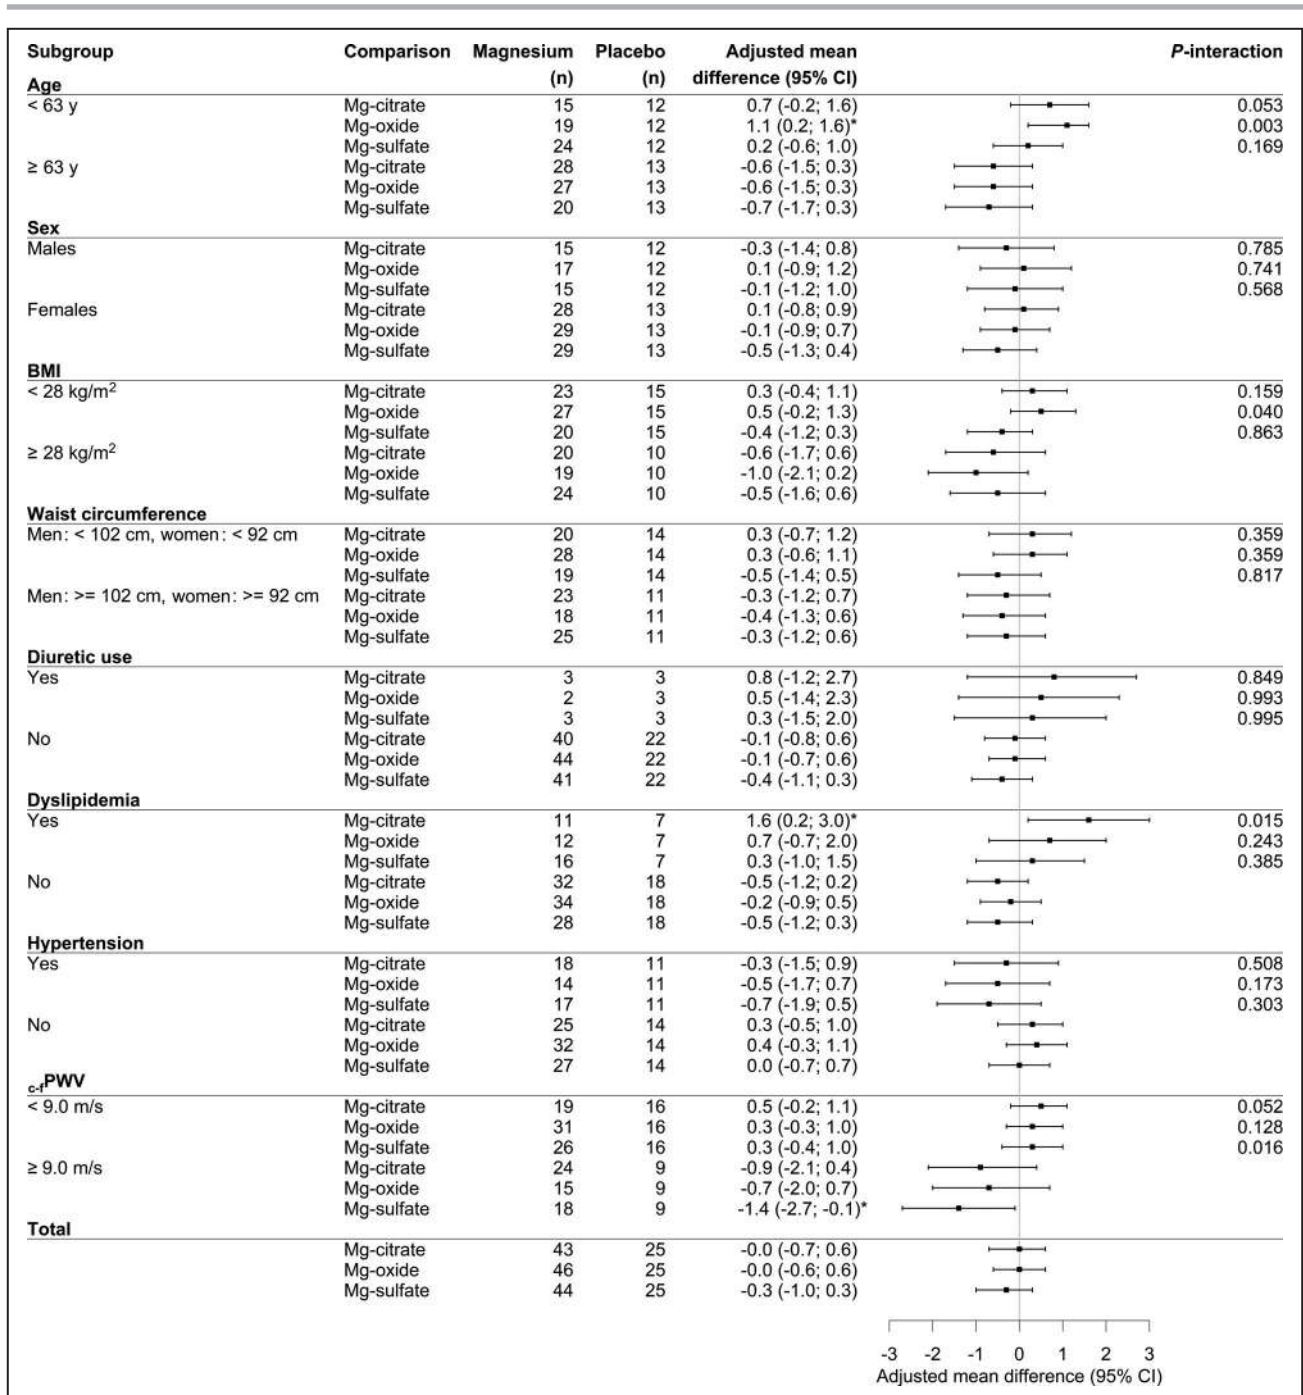 Subgroup Comparison Magnesium (n) Placebo (n) Adjusted mean difference (95% CI) P-interaction
Age
< 63 y Mg-citrate 15 12 0.7 (-0.2; 1.6) 0.053
Mg-oxide 19 12 1.1 (0.2; 1.6)* 0.003
Mg-sulfate 24 12 0.2 (-0.6; 1.0) 0.169
≥ 63 y Mg-citrate 28 13 -0.6 (-1.5; 0.3)
Mg-oxide 27 13 -0.6 (-1.5; 0.3)
Mg-sulfate 20 13 -0.7 (-1.7; 0.3)
Sex
Males Mg-citrate 15 12 -0.3 (-1.4; 0.8) 0.785
Mg-oxide 17 12 0.1 (-0.9; 1.2) 0.741
Mg-sulfate 15 12 -0.1 (-1.2; 1.0) 0.568
Females Mg-citrate 28 13 0.1 (-0.8; 0.9)
Mg-oxide 29 13 -0.1 (-0.9; 0.7)
Mg-sulfate 29 13 -0.5 (-1.3; 0.4)
BMI
< 28 kg/m² Mg-citrate 23 15 0.3 (-0.4; 1.1) 0.159
Mg-oxide 27 15 0.5 (-0.2; 1.3) 0.040
Mg-sulfate 20 15 -0.4 (-1.2; 0.3) 0.863
≥ 28 kg/m² Mg-citrate 20 10 -0.6 (-1.7; 0.6)
Mg-oxide 19 10 -1.0 (-2.1; 0.2)
Mg-sulfate 24 10 -0.5 (-1.6; 0.6)
Waist circumference
Men: < 102 cm, women: < 92 cm Mg-citrate 20 14 0.3 (-0.7; 1.2) 0.359
Mg-oxide 28 14 0.3 (-0.6; 1.1) 0.359
Mg-sulfate 19 14 -0.5 (-1.4; 0.5) 0.817
Men: >= 102 cm, women: >= 92 cm Mg-citrate 23 11 -0.3 (-1.2; 0.7)
Mg-oxide 18 11 -0.4 (-1.3; 0.6)
Mg-sulfate 25 11 -0.3 (-1.2; 0.6)
Diuretic use
Yes Mg-citrate 3 3 0.8 (-1.2; 2.7) 0.849
Mg-oxide 2 3 0.5 (-1.4; 2.3) 0.993
Mg-sulfate 3 3 0.3 (-1.5; 2.0) 0.995
No Mg-citrate 40 22 -0.1 (-0.8; 0.6)
Mg-oxide 44 22 -0.1 (-0.7; 0.6)
Mg-sulfate 41 22 -0.4 (-1.1; 0.3)
Dyslipidemia
Yes Mg-citrate 11 7 1.6 (0.2; 3.0)* 0.015
Mg-oxide 12 7 0.7 (-0.7; 2.0) 0.243
Mg-sulfate 16 7 0.3 (-1.0; 1.5) 0.385
No Mg-citrate 32 18 -0.5 (-1.2; 0.2)
Mg-oxide 34 18 -0.2 (-0.9; 0.5)
Mg-sulfate 28 18 -0.5 (-1.2; 0.3)
Hypertension
Yes Mg-citrate 18 11 -0.3 (-1.5; 0.9) 0.508
Mg-oxide 14 11 -0.5 (-1.7; 0.7) 0.173
Mg-sulfate 17 11 -0.7 (-1.9; 0.5) 0.303
No Mg-citrate 25 14 0.3 (-0.5; 1.0)
Mg-oxide 32 14 0.4 (-0.3; 1.1)
Mg-sulfate 27 14 0.0 (-0.7; 0.7)
c-fPWV
< 9.0 m/s Mg-citrate 19 16 0.5 (-0.2; 1.1) 0.052
Mg-oxide 31 16 0.3 (-0.3; 1.0) 0.128
Mg-sulfate 26 16 0.3 (-0.4; 1.0) 0.016
≥ 9.0 m/s Mg-citrate 24 9 -0.9 (-2.1; 0.4)
Mg-oxide 15 9 -0.7 (-2.0; 0.7)
Mg-sulfate 18 9 -1.4 (-2.7; -0.1)*
Total
Mg-citrate 43 25 -0.0 (-0.7; 0.6)
Mg-oxide 46 25 -0.0 (-0.6; 0.6)
Mg-sulfate 44 25 -0.3 (-1.0; 0.3)
-3 -2 -1 0 1 2 3
Adjusted mean difference (95% CI)